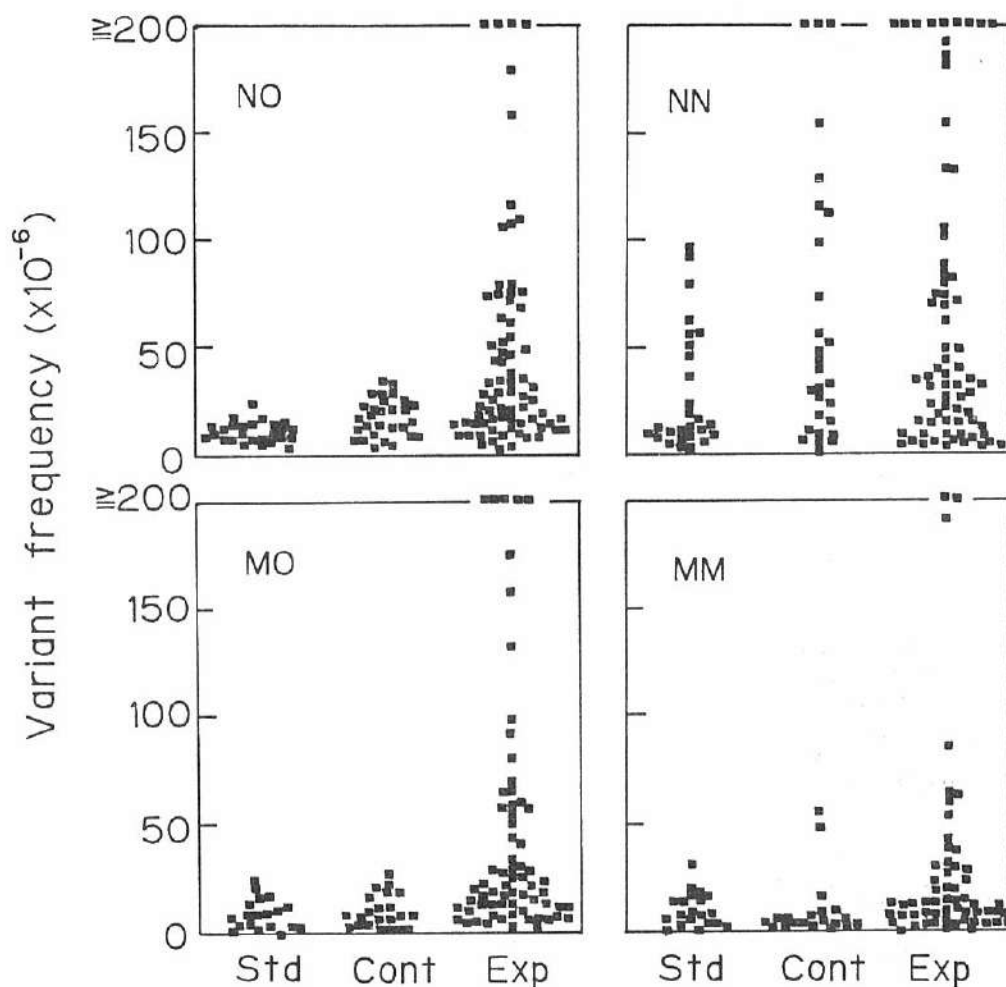 Variant frequency (x10⁻⁶)
≧200
150
100
50
0
NO
NN
≧200
150
100
50
0
MO
MM
Std Cont Exp
Std Cont Exp